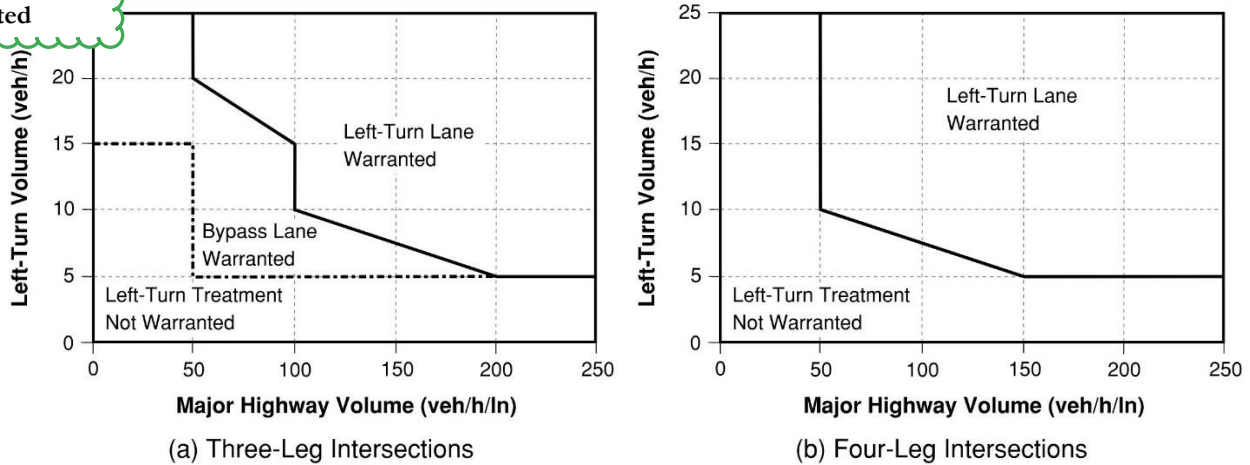 ted
Left-Turn Volume (veh/h)
20
15
10
5
0
Left-Turn Lane
Warranted
Bypass Lane
Warranted
Left-Turn Treatment
Not Warranted
0 50 100 150 200 250
Major Highway Volume (veh/h/ln)
(a) Three-Leg Intersections
Left-Turn Volume (veh/h)
25
20
15
10
5
0
Left-Turn Lane
Warranted
Left-Turn Treatment
Not Warranted
0 50 100 150 200 250
Major Highway Volume (veh/h/ln)
(b) Four-Leg Intersections